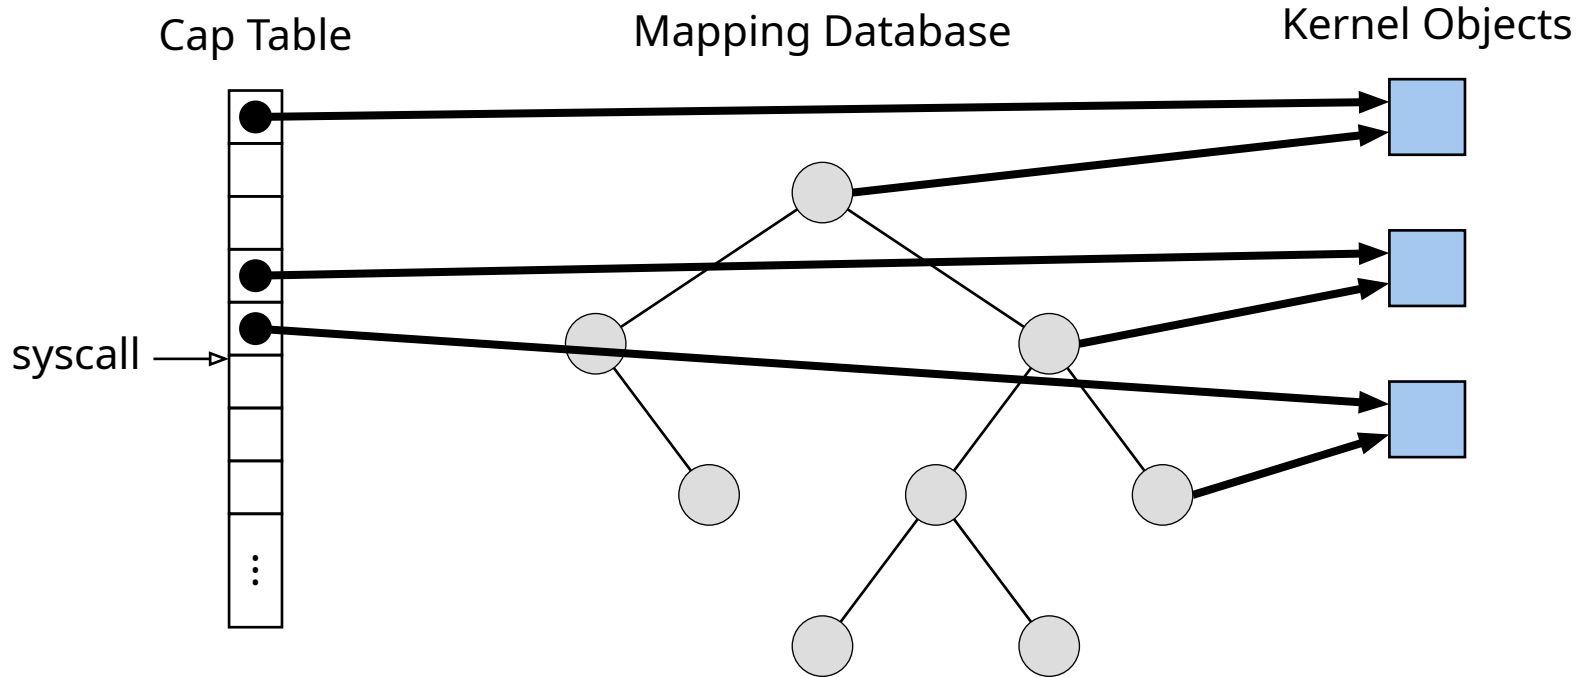 Cap Table
Mapping Database
Kernel Objects
syscall
⋮